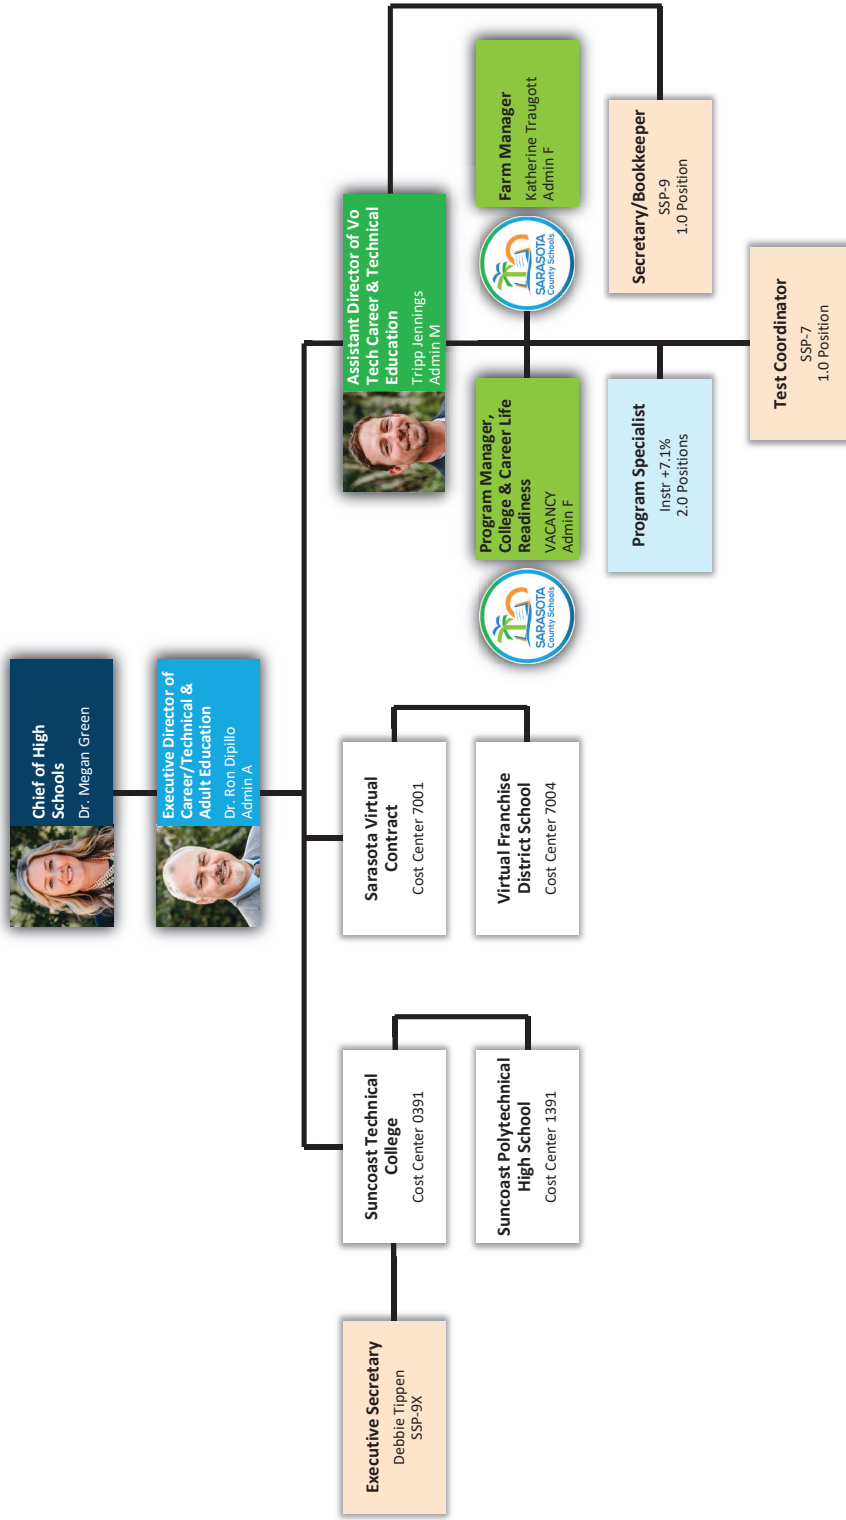 Chief of High
Schools
Dr. Megan Green
Executive Director of
Career/Technical &
Adult Education
Dr. Ron Dipillo
Admin A
Executive Secretary
Debbie Tippen
SSP-9X
Suncoast Technical
College
Cost Center 0391
Sarasota Virtual
Contract
Cost Center 7001
Assistant Director of Vo
Tech Career & Technical
Education
Tripp Jennings
Admin M
Suncoast Polytechnical
High School
Cost Center 1391
Virtual Franchise
District School
Cost Center 7004
SARASOTA
County Schools
Program Manager,
College & Career Life
Readiness
VACANCY
Admin F
SARASOTA
County Schools
Farm Manager
Katherine Traugott
Admin F
Program Specialist
Instr +7.1%
2.0 Positions
Secretary/Bookkeeper
SSP-9
1.0 Position
Test Coordinator
SSP-7
1.0 Position